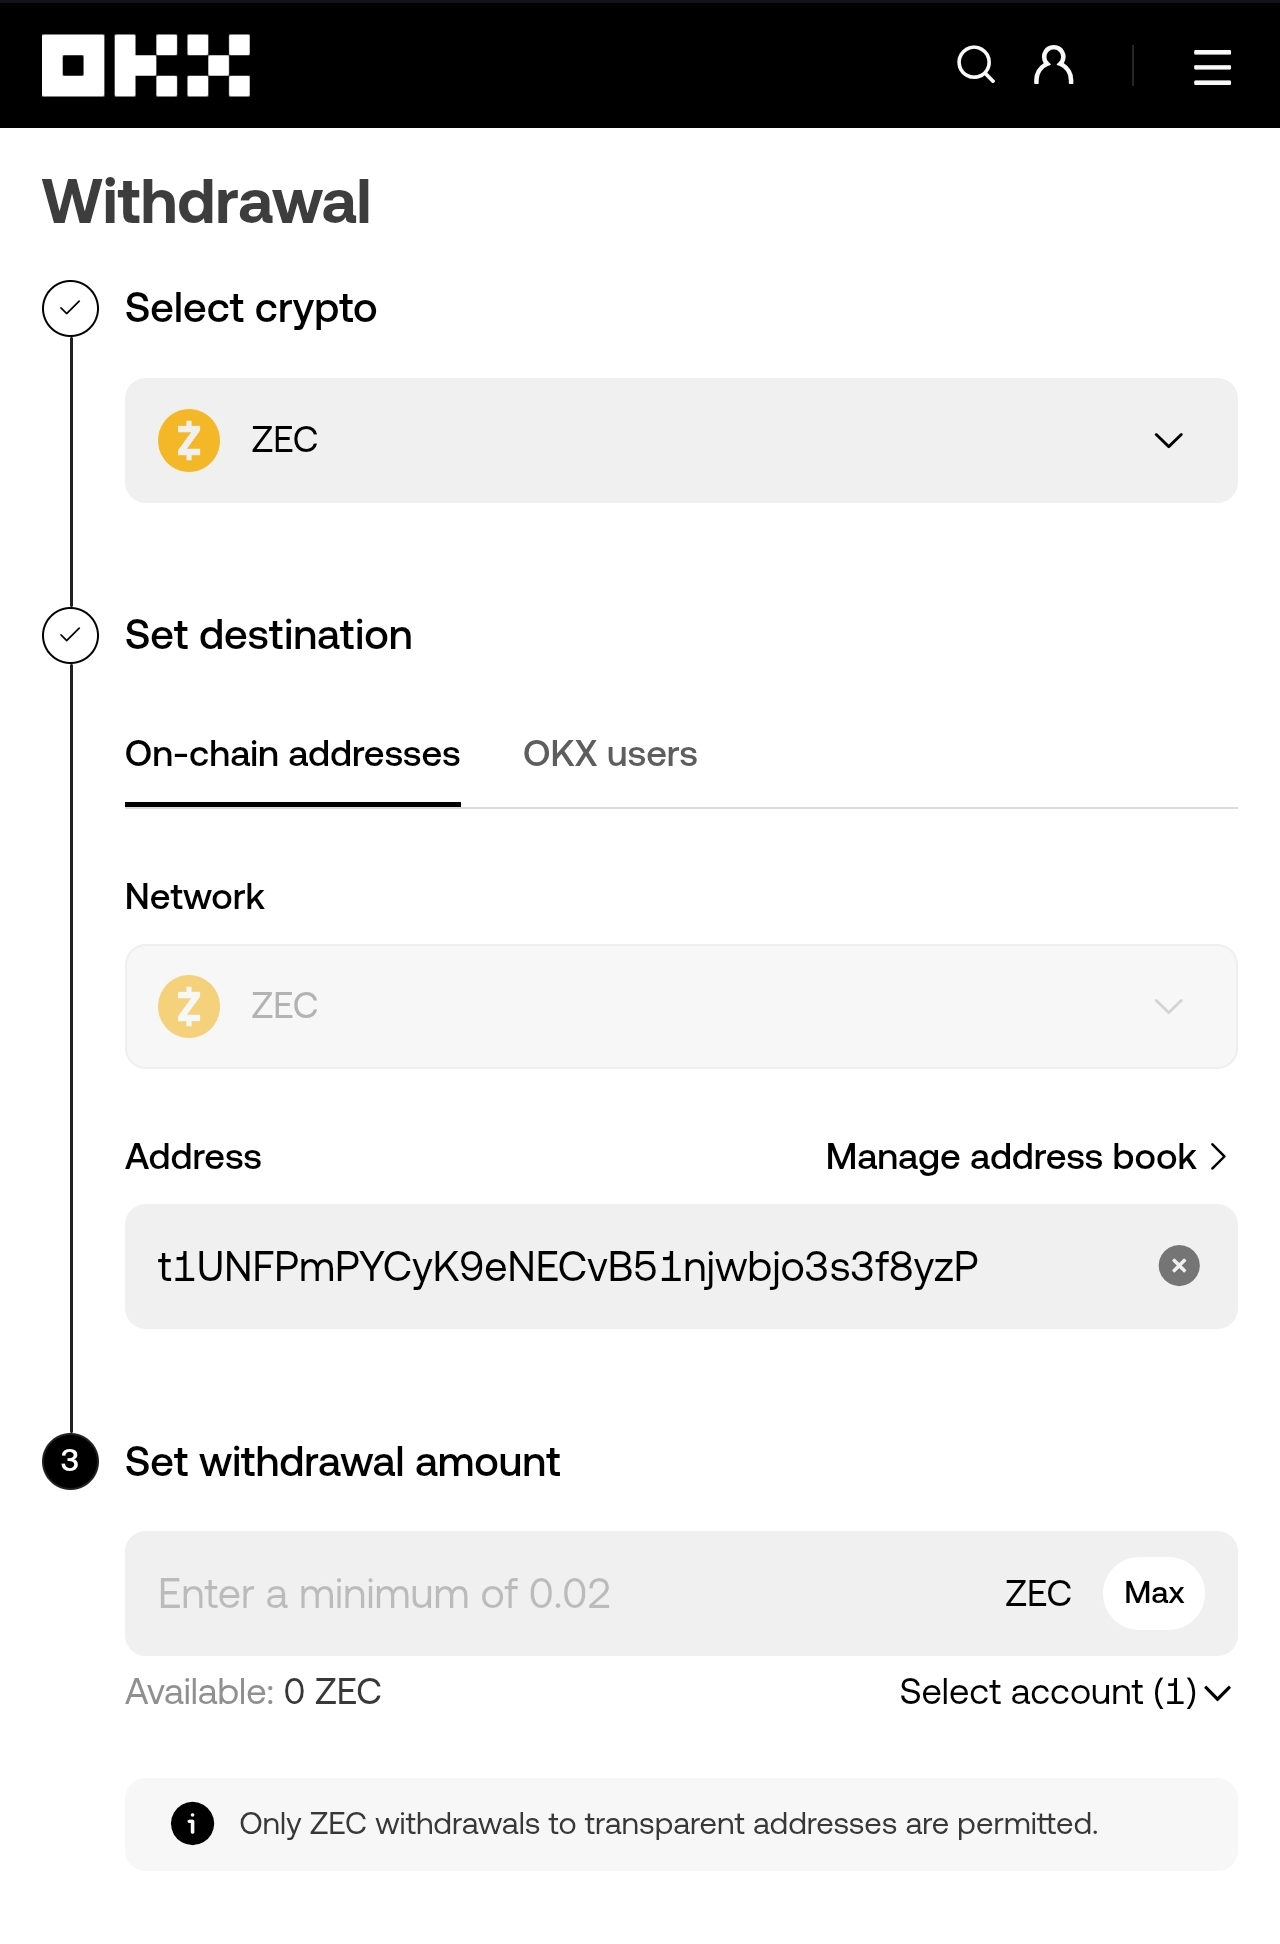 OKX
Withdrawal
Select crypto
ZEC
Set destination
On-chain addresses OKX users
Network
ZEC
Address Manage address book
t1UNFPmPYCyK9eNECvB51njwbjo3s3f8yzP
3 Set withdrawal amount
Enter a minimum of 0.02 ZEC Max
Available: 0 ZEC Select account (1)
Only ZEC withdrawals to transparent addresses are permitted.